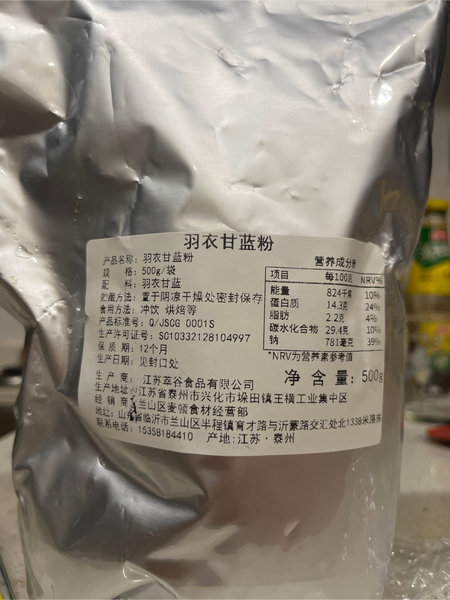 羽衣甘蓝粉
产品名称：羽衣甘蓝粉
规 格：500g/袋
配 料：羽衣甘蓝
贮藏方法：置于阴凉干燥处密封保存
食用方法：冲饮 烘焙等
产品标准号：Q/JSGG 0001S
生产许可证号：SC10332128104997
保 质 期：12个月
生产日期：见封口处
营养成分表
项目 每100克 NRV%
能量 824千焦 10%
蛋白质 14.3克 24%
脂肪 2.2克 4%
碳水化合物 29.4克 10%
钠 781毫克 39%
*NRV为营养素参考值
净 含 量：500g
生 产 商：江苏萃谷食品有限公司
生产地址：江苏省泰州市兴化市垛田镇王横工业集中区
经 销 商：兰山区麦悦食材经营部
地址：山东省临沂市兰山区半程镇育才路与沂蒙路交汇处北1338米路东
联系电话：15358184410 产地：江苏·泰州